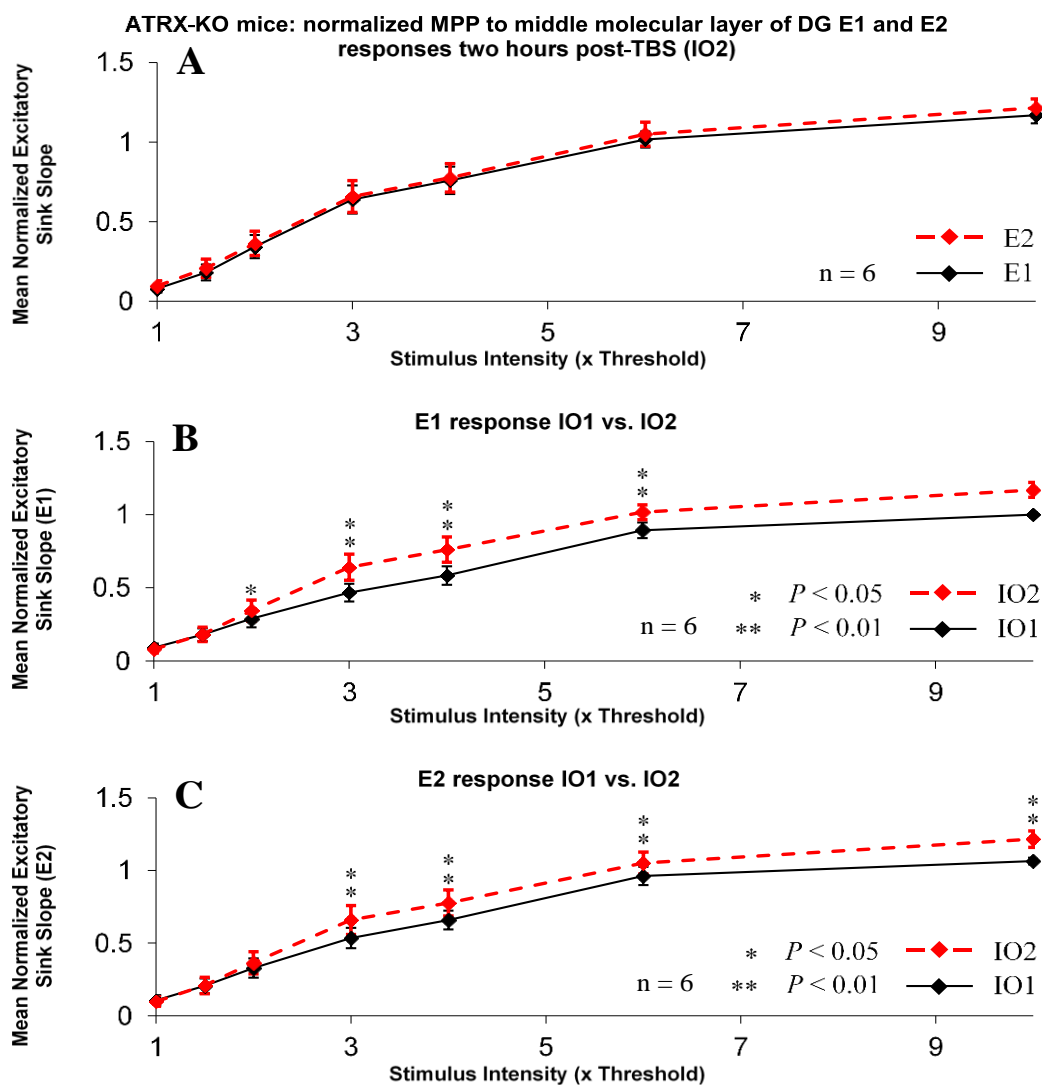 ATRX-KO mice: normalized MPP to middle molecular layer of DG E1 and E2
responses two hours post-TBS (IO2)
A
Mean Normalized Excitatory
Sink Slope
1.5
1
0.5
0
E2
n = 6
E1
1 3 5 7 9
Stimulus Intensity (x Threshold)
E1 response IO1 vs. IO2
B
Mean Normalized Excitatory
Sink Slope (E1)
1.5
1
0.5
0
*
*
*
*
*
*
*
* P < 0.05 IO2
n = 6 ** P < 0.01 IO1
1 3 5 7 9
Stimulus Intensity (x Threshold)
E2 response IO1 vs. IO2
C
Mean Normalized Excitatory
Sink Slope (E2)
1.5
1
0.5
0
*
*
*
*
*
*
*
*
* P < 0.05 IO2
n = 6 ** P < 0.01 IO1
1 3 5 7 9
Stimulus Intensity (x Threshold)